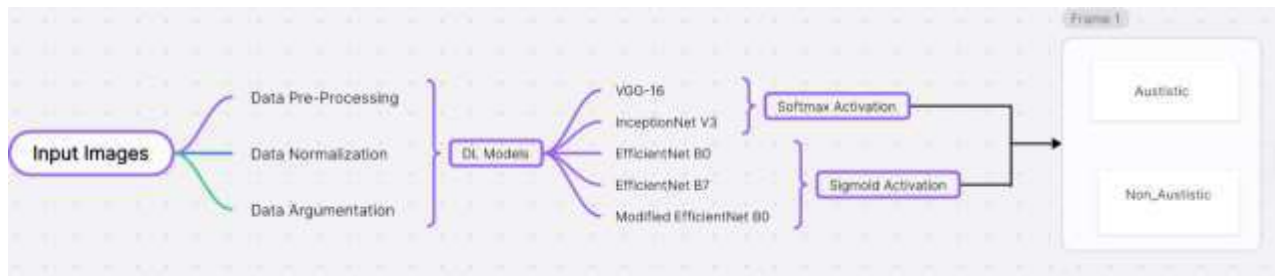 Frame 1
Input Images
Data Pre-Processing
Data Normalization
Data Argumentation
DL Models
VGG-16
InceptionNet V3
EfficientNet B0
EfficientNet B7
Modified EfficientNet B0
Softmax Activation
Sigmoid Activation
Austistic
Non_Austistic